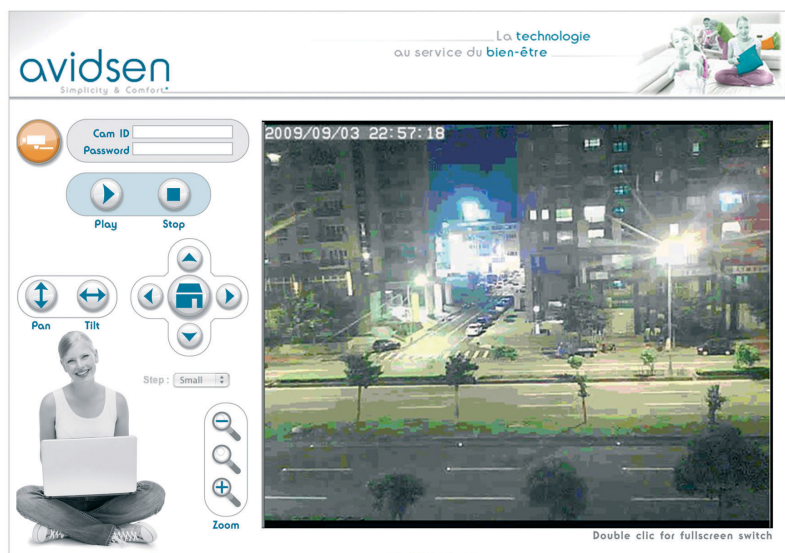 La technologie
au service du bien-être
avidsen
Simplicity & Comfort
Cam ID
Password
2009/09/03 22:57:18
Play
Stop
Pan
Tilt
Step : Small
Zoom
Double clic for fullscreen switch